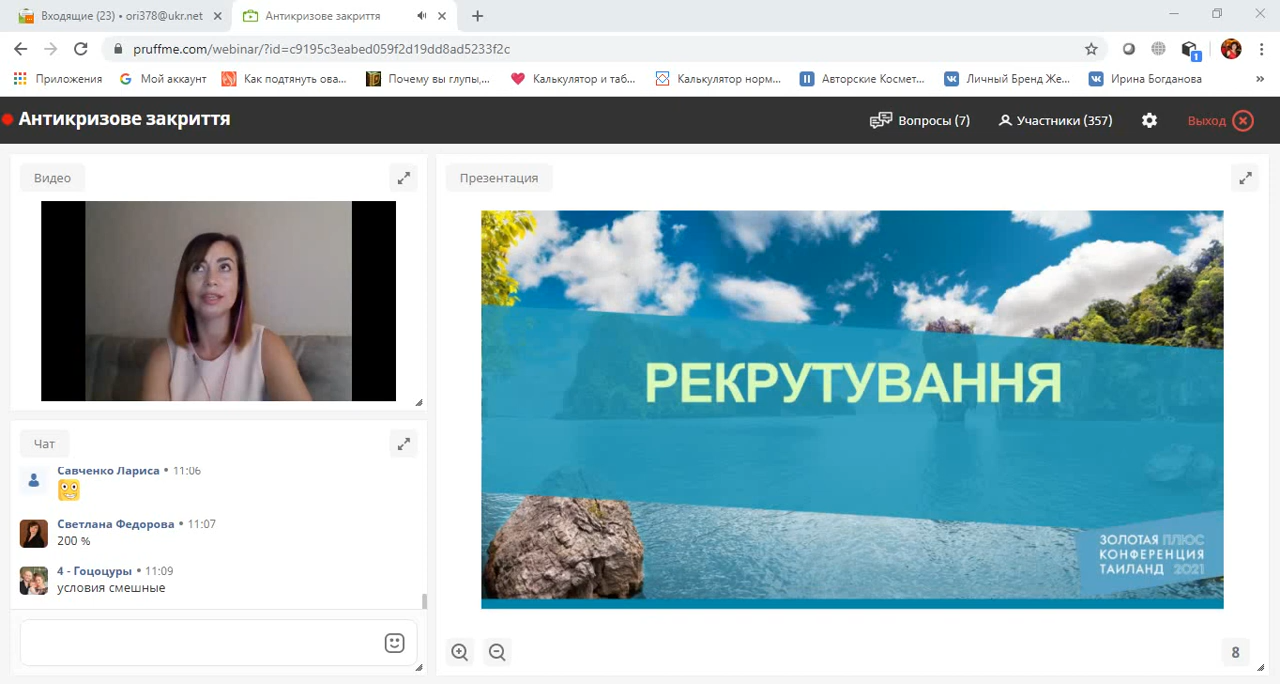 Входящие (23) • ori378@ukr.net
Антикризове закриття
pruffme.com/webinar/?id=c9195c3eabed059f2d19dd8ad5233f2c
1
Приложения
Мой аккаунт
Как подтянуть ова...
Почему вы глупы,...
Калькулятор и таб...
Калькулятор норм...
Авторские Космет...
Личный Бренд Же...
Ирина Богданова
»
Антикризове закриття
Вопросы (7)
Участники (357)
Выход
Видео
Чат
Савченко Лариса • 11:06
Светлана Федорова • 11:07
200 %
4 - Гоцоцуры • 11:09
условия смешные
Презентация
РЕКРУТУВАННЯ
ЗОЛОТАЯ ПЛЮС
КОНФЕРЕНЦИЯ
ТАИЛАНД 2021
8